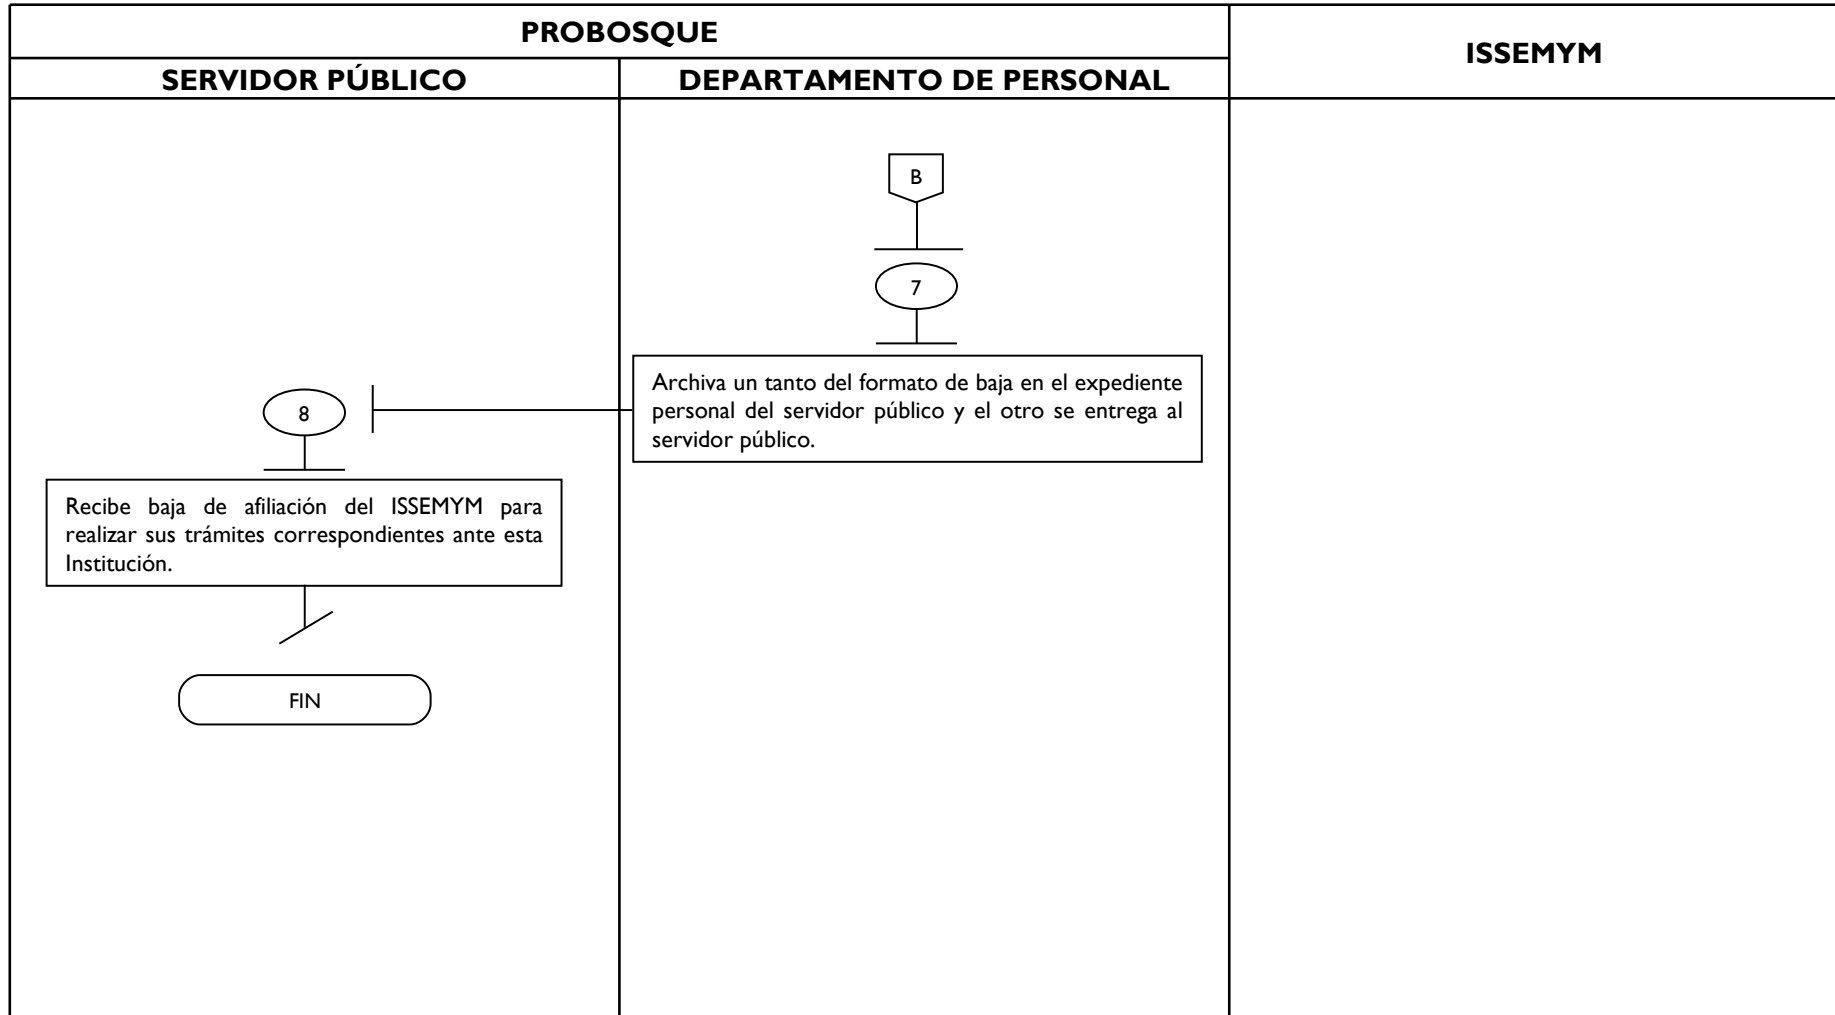 PROBOSQUE
ISSEMYM
SERVIDOR PÚBLICO
DEPARTAMENTO DE PERSONAL
B
7
Archiva un tanto del formato de baja en el expediente
personal del servidor público y el otro se entrega al
servidor público.
8
Recibe baja de afiliación del ISSEMYM para
realizar sus trámites correspondientes ante esta
Institución.
FIN